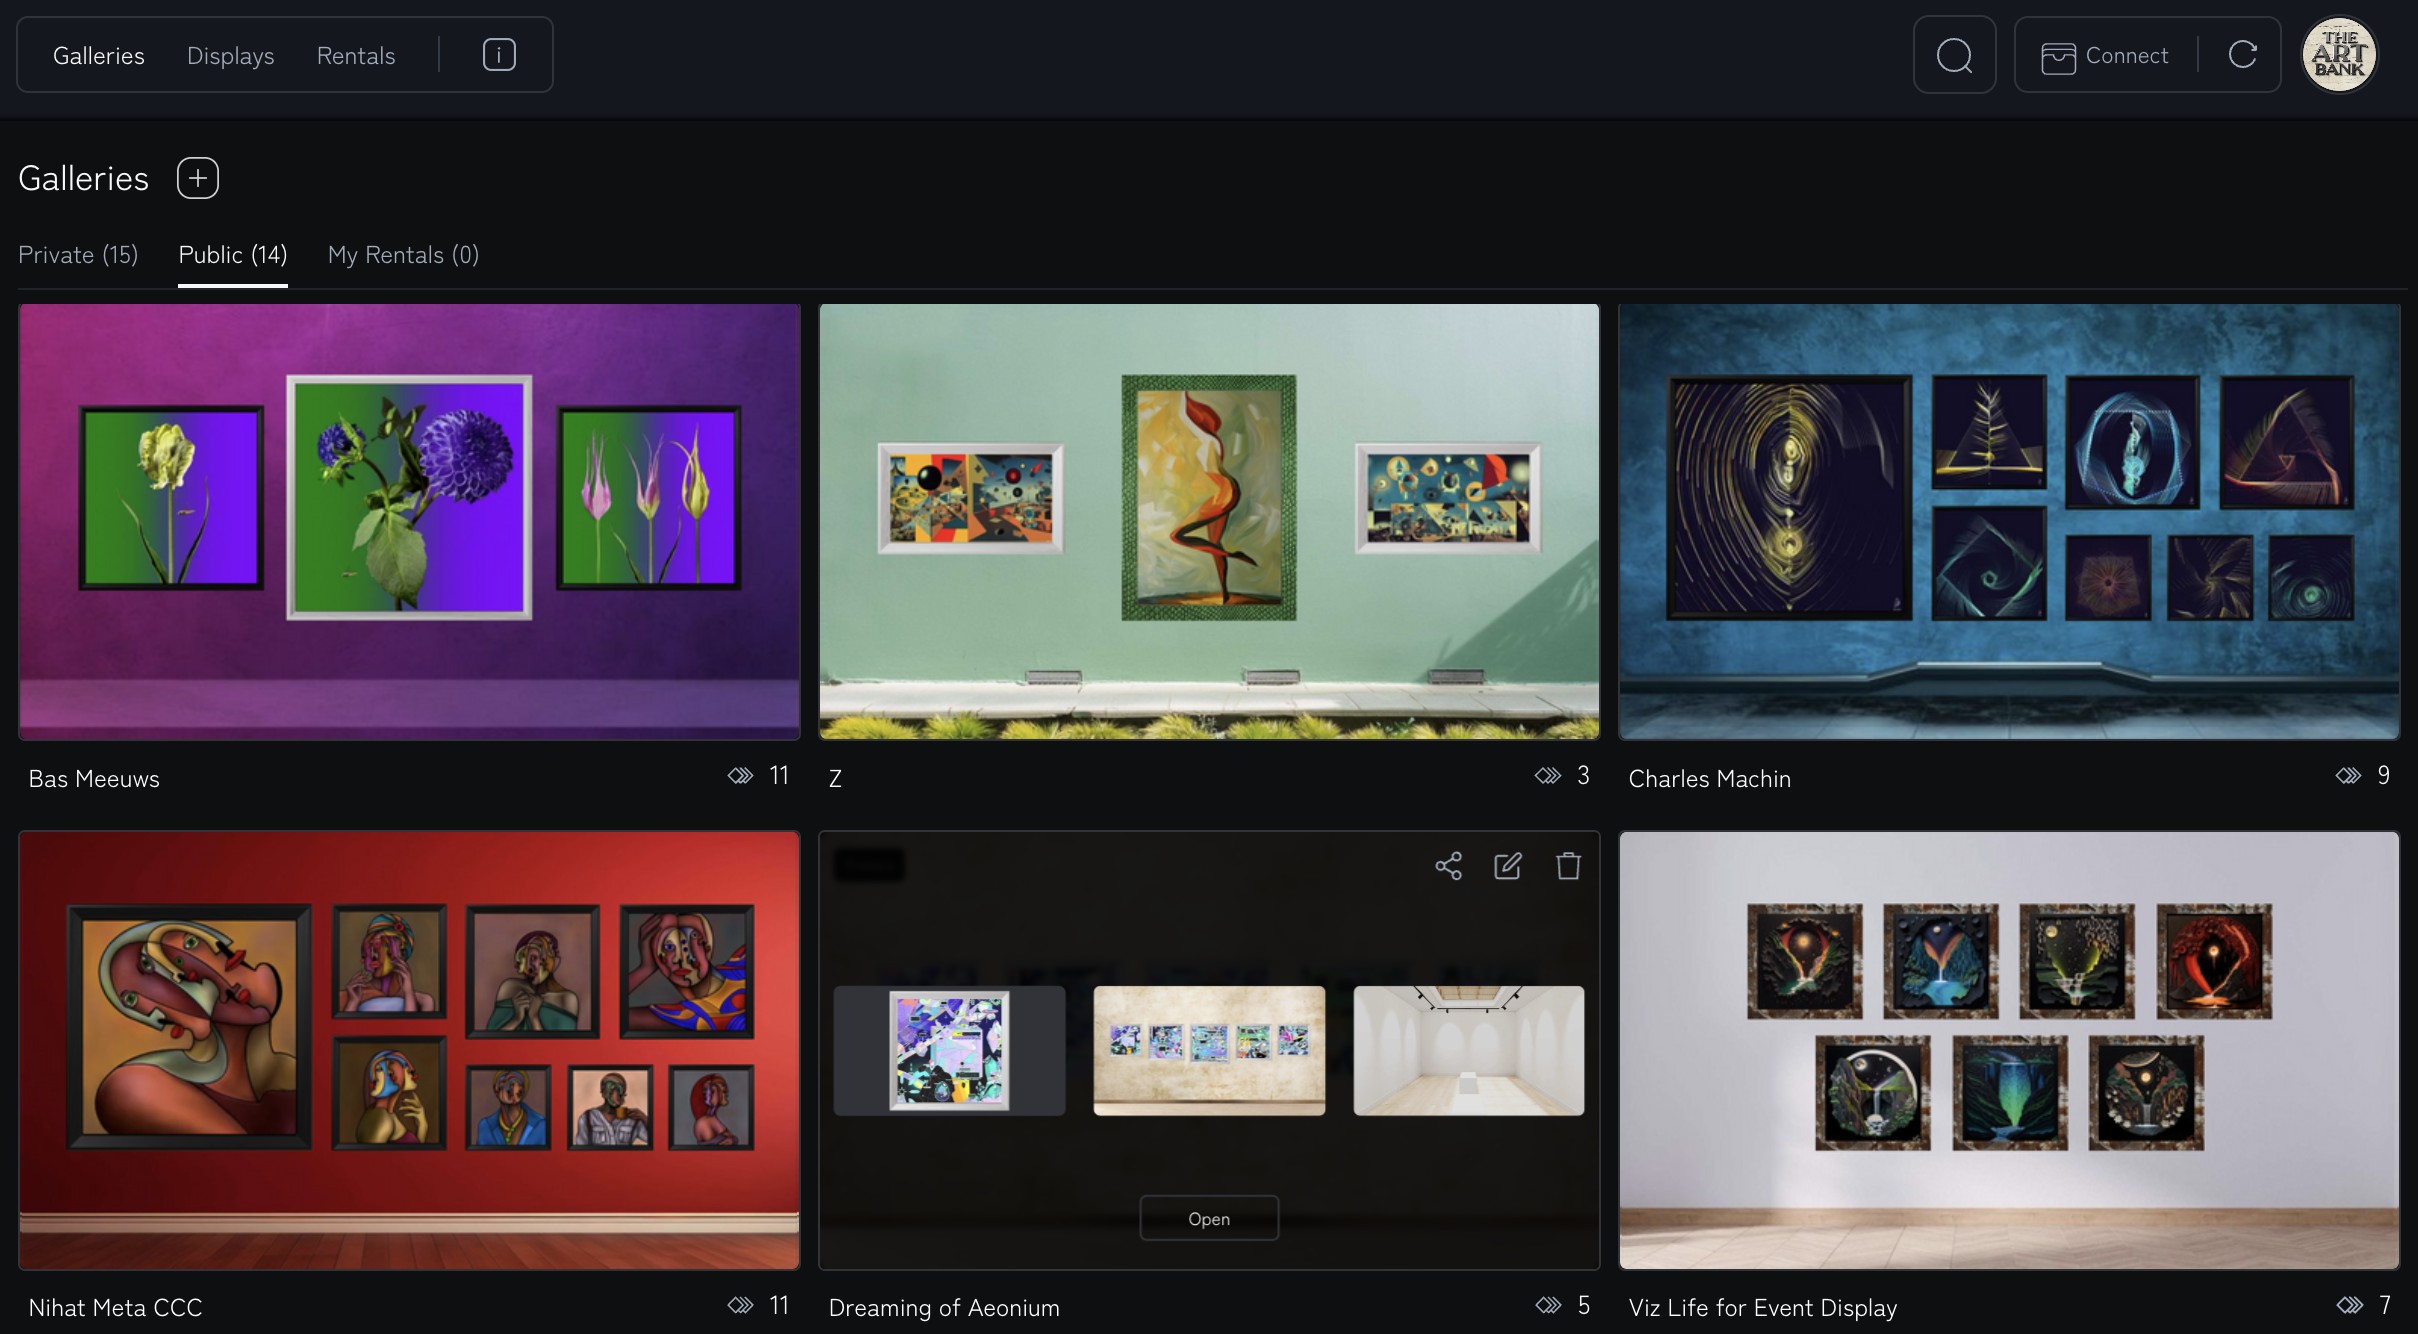 Galleries Displays Rentals
Connect
THE
ART
BANK
Galleries
Private (15) Public (14) My Rentals (0)
Bas Meeuws 11
Z 3
Charles Machin 9
Open
Nihat Meta CCC 11
Dreaming of Aeonium 5
Viz Life for Event Display 7